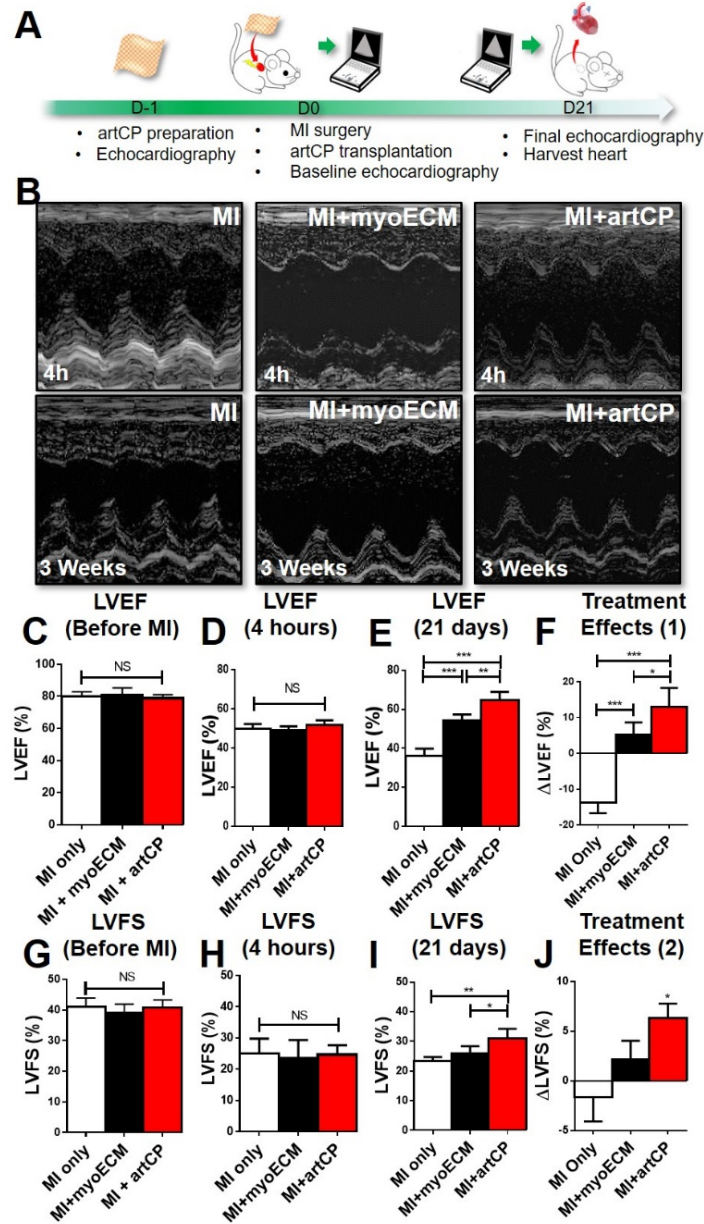 A
D-1
D0
D21
• artCP preparation
• Echocardiography
• MI surgery
• artCP transplantation
• Baseline echocardiography
• Final echocardiography
• Harvest heart
B
MI
4h
MI+myoECM
4h
MI+artCP
4h
MI
3 Weeks
MI+myoECM
3 Weeks
MI+artCP
3 Weeks
C
LVEF
(Before MI)
LVEF (%)
100
80
60
40
20
0
NS
MI only
MI + myoECM
MI + artCP
D
LVEF
(4 hours)
LVEF (%)
80
60
40
20
0
NS
MI only
MI+myoECM
MI+artCP
E
LVEF
(21 days)
LVEF (%)
80
60
40
20
0
***
***
**
MI only
MI+myoECM
MI+artCP
F
Treatment
Effects (1)
ΔLVEF (%)
20
10
0
-10
-20
***
***
*
MI Only
MI+myoECM
MI+artCP
G
LVFS
(Before MI)
LVFS (%)
50
40
30
20
10
0
NS
MI only
MI+myoECM
MI + artCP
H
LVFS
(4 hours)
LVFS (%)
50
40
30
20
10
0
NS
MI only
MI+myoECM
MI+artCP
I
LVFS
(21 days)
LVFS (%)
50
40
30
20
10
0
**
*
MI only
MI+myoECM
MI+artCP
J
Treatment
Effects (2)
ΔLVFS (%)
10
5
0
-5
*
MI Only
MI+myoECM
MI+artCP